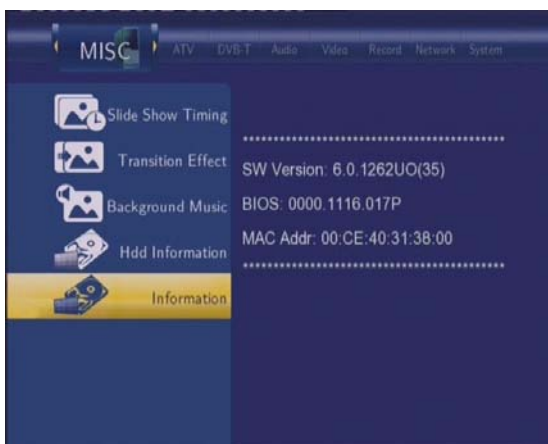 MISC ATV DVB-T Audio Video Record Network System
Slide Show Timing
Transition Effect
Background Music
Hdd Information
Information
****************************************
SW Version: 6.0.1262UO(35)
BIOS: 0000.1116.017P
MAC Addr: 00:CE:40:31:38:00
****************************************